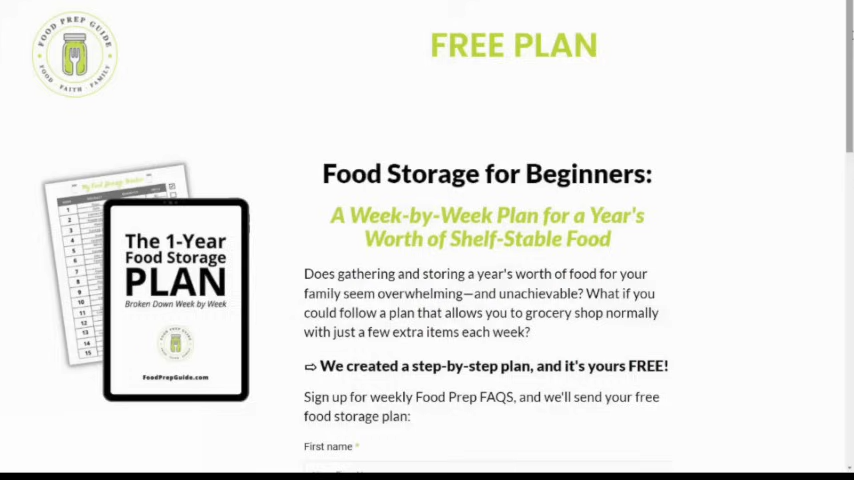 FOOD PREP GUIDE
FOOD FAITH FAMILY
FREE PLAN
My Food Storage Tracker
1
2
3
4
5
6
7
8
9
10
11
12
13
14
15
The 1-Year
Food Storage
PLAN
Broken Down Week by Week
FOOD PREP GUIDE
FoodPrepGuide.com
Food Storage for Beginners:
A Week-by-Week Plan for a Year's
Worth of Shelf-Stable Food
Does gathering and storing a year's worth of food for your
family seem overwhelming—and unachievable? What if you
could follow a plan that allows you to grocery shop normally
with just a few extra items each week?
⇨ We created a step-by-step plan, and it's yours FREE!
Sign up for weekly Food Prep FAQS, and we'll send your free
food storage plan:
First name *